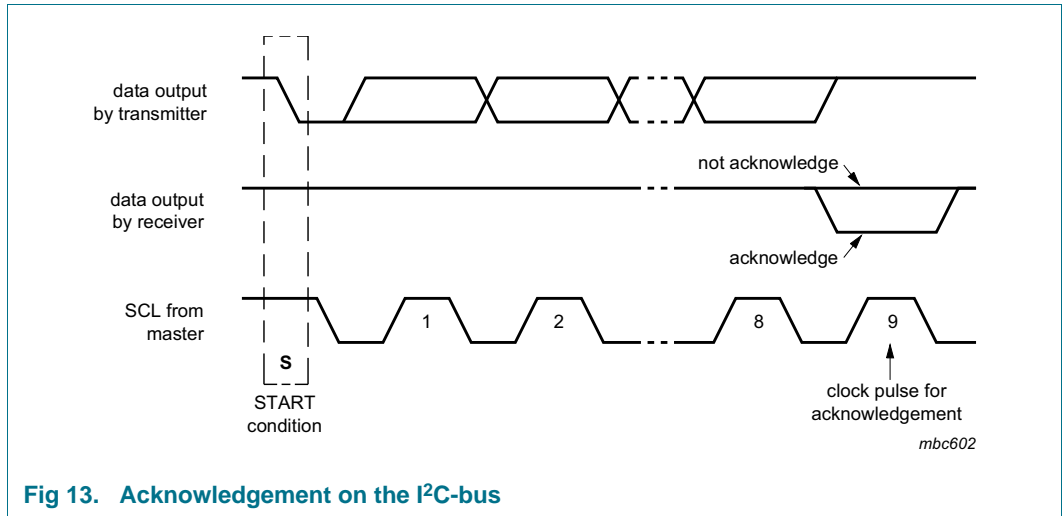 data output
by transmitter
not acknowledge
data output
by receiver
acknowledge
SCL from
master
1
2
8
9
S
START
condition
clock pulse for
acknowledgement
mbc602
Fig 13. Acknowledgement on the I²C-bus